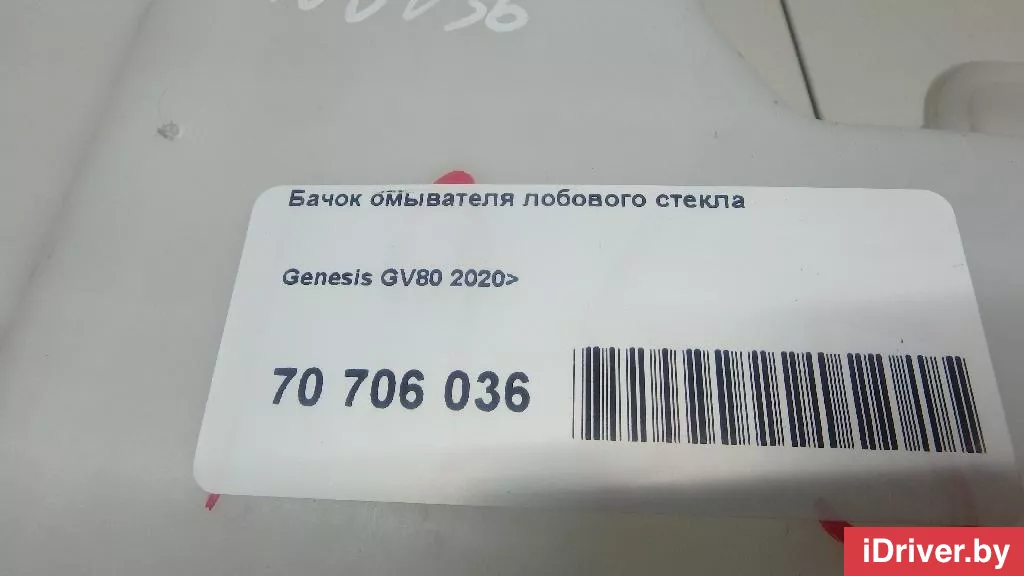 Бачок омывателя лобового стекла
Genesis GV80 2020>
70 706 036
iDriver.by